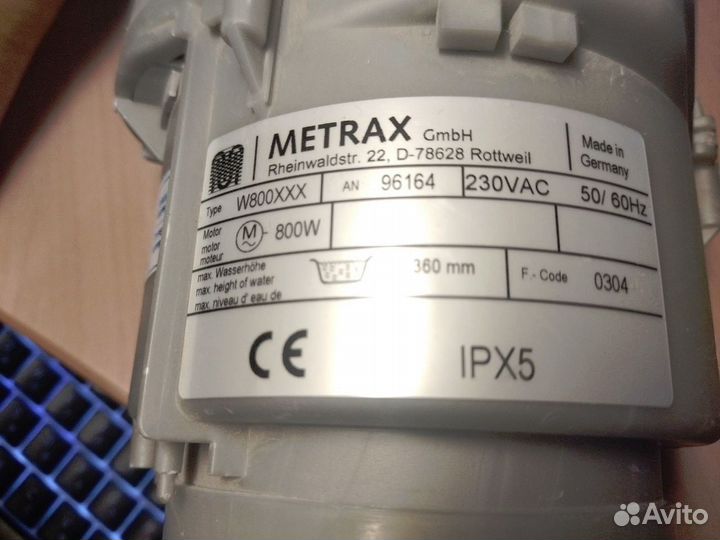 METRAX GmbH
Rheinwaldstr. 22, D-78628 Rottweil
Made in
Germany
Type W800XXX AN 96164 230VAC 50/ 60Hz
Motor
motor
moteur
M 800W
max. Wasserhöhe
max. height of water
max. niveau d' eau de
360 mm
F.- Code 0304
CE IPX5
Avito